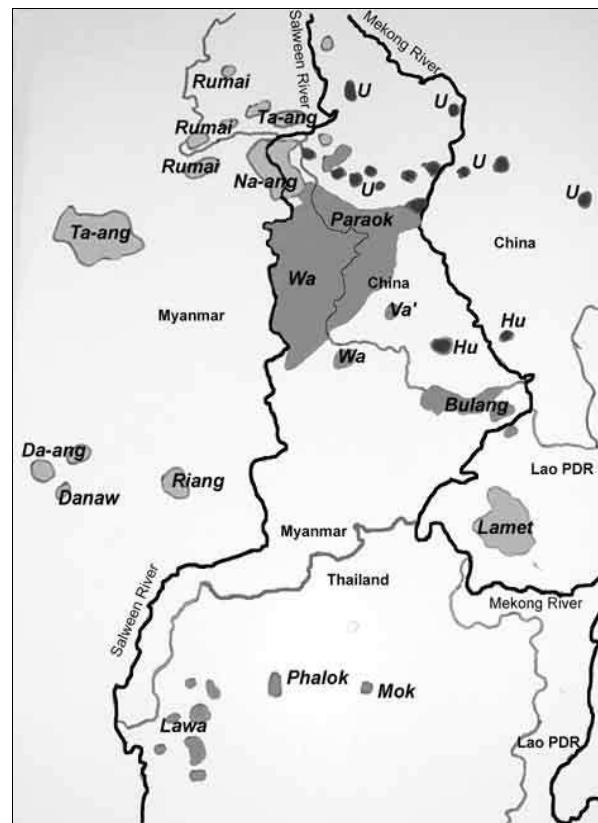 Salween River
Mekong River
Rumai
U
U
Ta-ang
Rumai
Rumai
U
U
Na-ang
U
Ta-ang
Paraok
China
Wa
China
Myanmar
Va'
Hu
Hu
Wa
Bulang
Da-ang
Riang
Lao PDR
Danaw
Lamet
Myanmar
Thailand
Salween River
Mekong River
Phalok
Mok
Lawa
Lao PDR